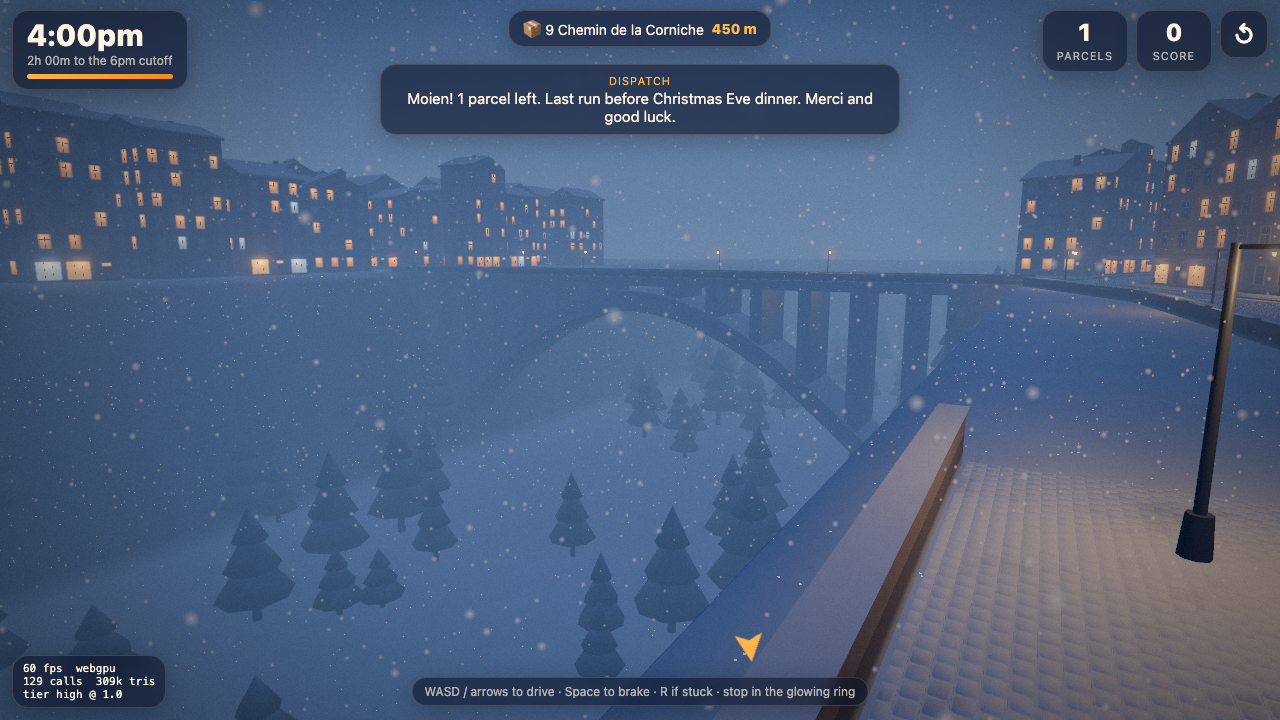 4:00pm
2h 00m to the 6pm cutoff
📦 9 Chemin de la Corniche 450 m
1
PARCELS
0
SCORE
DISPATCH
Moien! 1 parcel left. Last run before Christmas Eve dinner. Merci and
good luck.
60 fps webgpu
129 calls 309k tris
tier high @ 1.0
WASD / arrows to drive · Space to brake · R if stuck · stop in the glowing ring